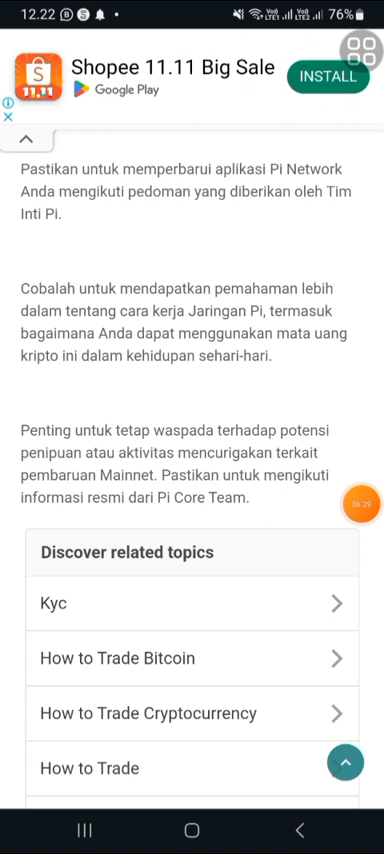 12.22
VoD LTE1 VoD LTE2 76%
Shopee 11.11 Big Sale
Google Play
INSTALL
11.11
Pastikan untuk memperbarui aplikasi Pi Network
Anda mengikuti pedoman yang diberikan oleh Tim
Inti Pi.
Cobalah untuk mendapatkan pemahaman lebih
dalam tentang cara kerja Jaringan Pi, termasuk
bagaimana Anda dapat menggunakan mata uang
kripto ini dalam kehidupan sehari-hari.
Penting untuk tetap waspada terhadap potensi
penipuan atau aktivitas mencurigakan terkait
pembaruan Mainnet. Pastikan untuk mengikuti
informasi resmi dari Pi Core Team.
06:29
Discover related topics
Kyc
How to Trade Bitcoin
How to Trade Cryptocurrency
How to Trade